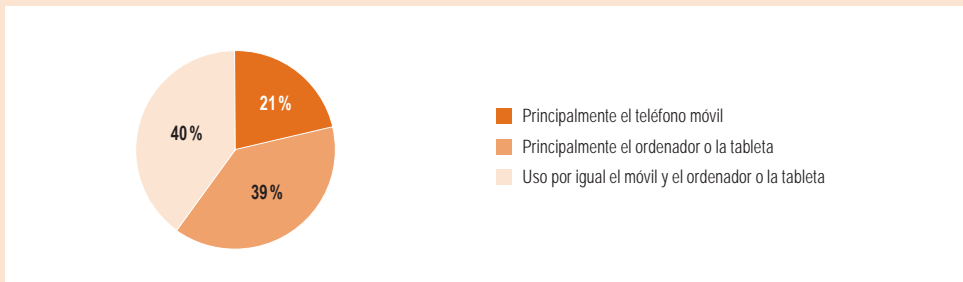 21 %
40 %
39 %
Principalmente el teléfono móvil
Principalmente el ordenador o la tableta
Uso por igual el móvil y el ordenador o la tableta